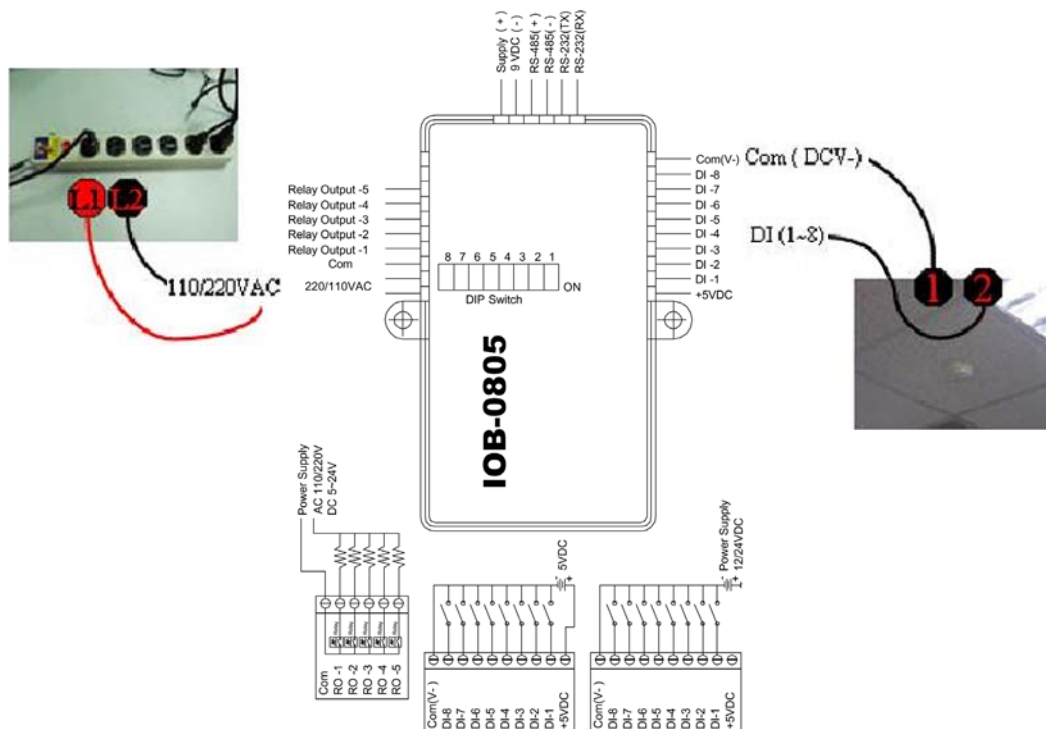 Supply (+)
9 VDC (-)
RS-485(+)
RS-485(-)
RS-232(TX)
RS-232(RX)
L1
L2
110/220VAC
Relay Output -5
Relay Output -4
Relay Output -3
Relay Output -2
Relay Output -1
Com
220/110VAC
8 7 6 5 4 3 2 1
ON
DIP Switch
IOB-0805
Com(V-)
DI -8
DI -7
DI -6
DI -5
DI -4
DI -3
DI -2
DI -1
+5VDC
Com ( DCV-)
DI (1~8)
1
2
Power Supply
AC 110/220V
DC 5~24V
Relay
Relay
Relay
Relay
Relay
Com
RO -1
RO -2
RO -3
RO -4
RO -5
- + 5VDC
Com(V-)
DI-8
DI-7
DI-6
DI-5
DI-4
DI-3
DI-2
DI-1
+5VDC
- Power Supply
+ 12/24VDC
Com(V-)
DI-8
DI-7
DI-6
DI-5
DI-4
DI-3
DI-2
DI-1
+5VDC